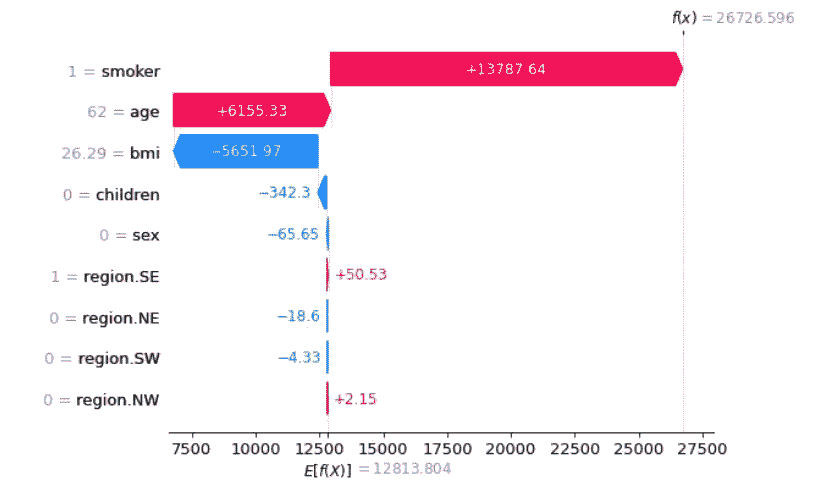 f(x) = 26726.596
1 = smoker +13787.64
62 = age +6155.33
26.29 = bmi −5651.97
0 = children −342.3
0 = sex −65.65
1 = region.SE +50.53
0 = region.NE −18.6
0 = region.SW −4.33
0 = region.NW +2.15
7500 10000 12500 15000 17500 20000 22500 25000 27500
E[f(X)] = 12813.804